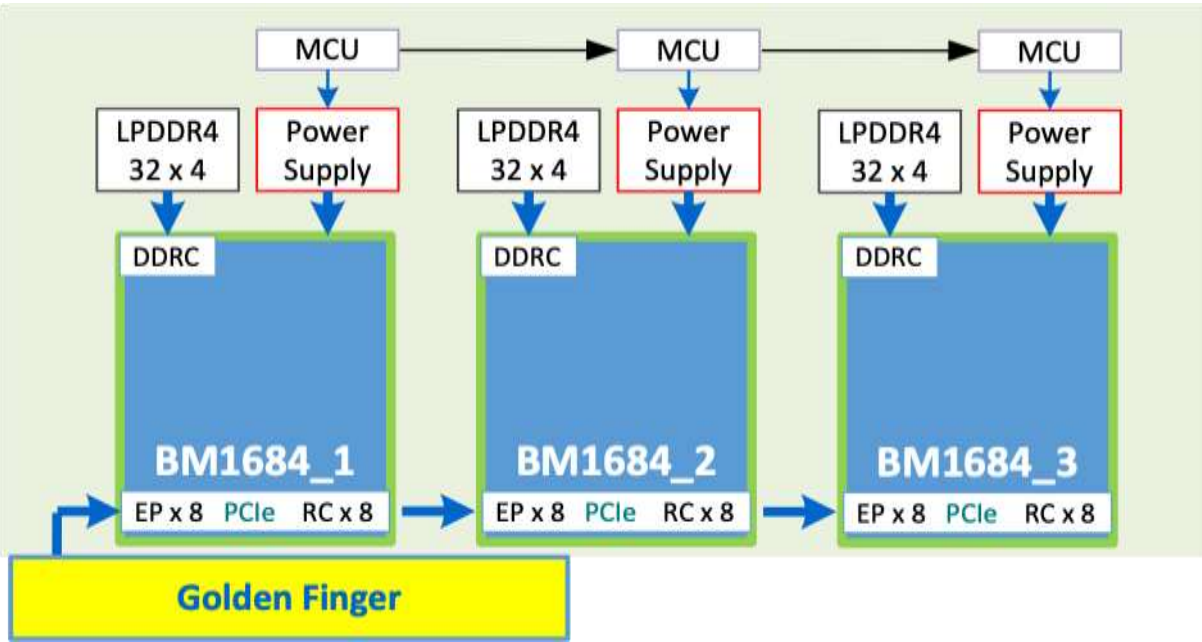 MCU
MCU
MCU
LPDDR4
32 x 4
Power
Supply
LPDDR4
32 x 4
Power
Supply
LPDDR4
32 x 4
Power
Supply
DDRC
DDRC
DDRC
BM1684_1
BM1684_2
BM1684_3
EP x 8 PCIe RC x 8
EP x 8 PCIe RC x 8
EP x 8 PCIe RC x 8
Golden Finger